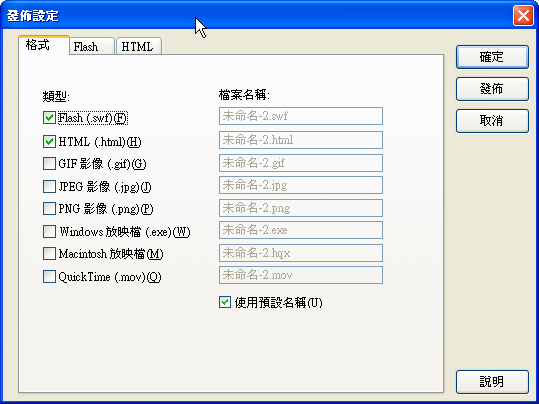 發佈設定
格式 Flash HTML
確定
發佈
取消
類型: 檔案名稱:
Flash (.swf)(F) 未命名-2.swf
HTML (.html)(H) 未命名-2.html
GIF 影像 (.gif)(G) 未命名-2.gif
JPEG 影像 (.jpg)(J) 未命名-2.jpg
PNG 影像 (.png)(P) 未命名-2.png
Windows 放映檔 (.exe)(W) 未命名-2.exe
Macintosh 放映檔(M) 未命名-2.hqx
QuickTime (.mov)(Q) 未命名-2.mov
使用預設名稱(U)
說明